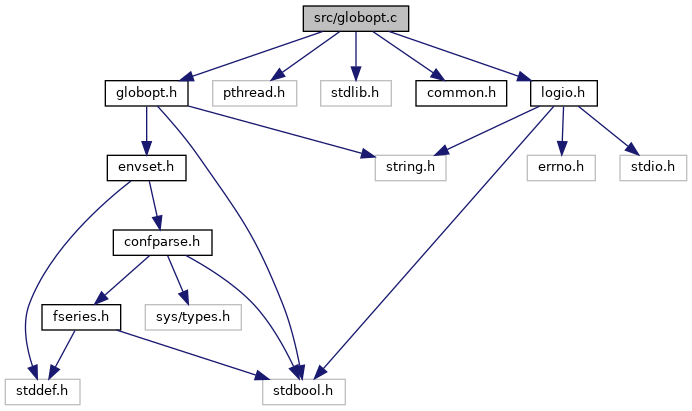 src/globopt.c
globopt.h
pthread.h
stdlib.h
common.h
logio.h
envset.h
string.h
errno.h
stdio.h
confparse.h
fseries.h
sys/types.h
stddef.h
stdbool.h